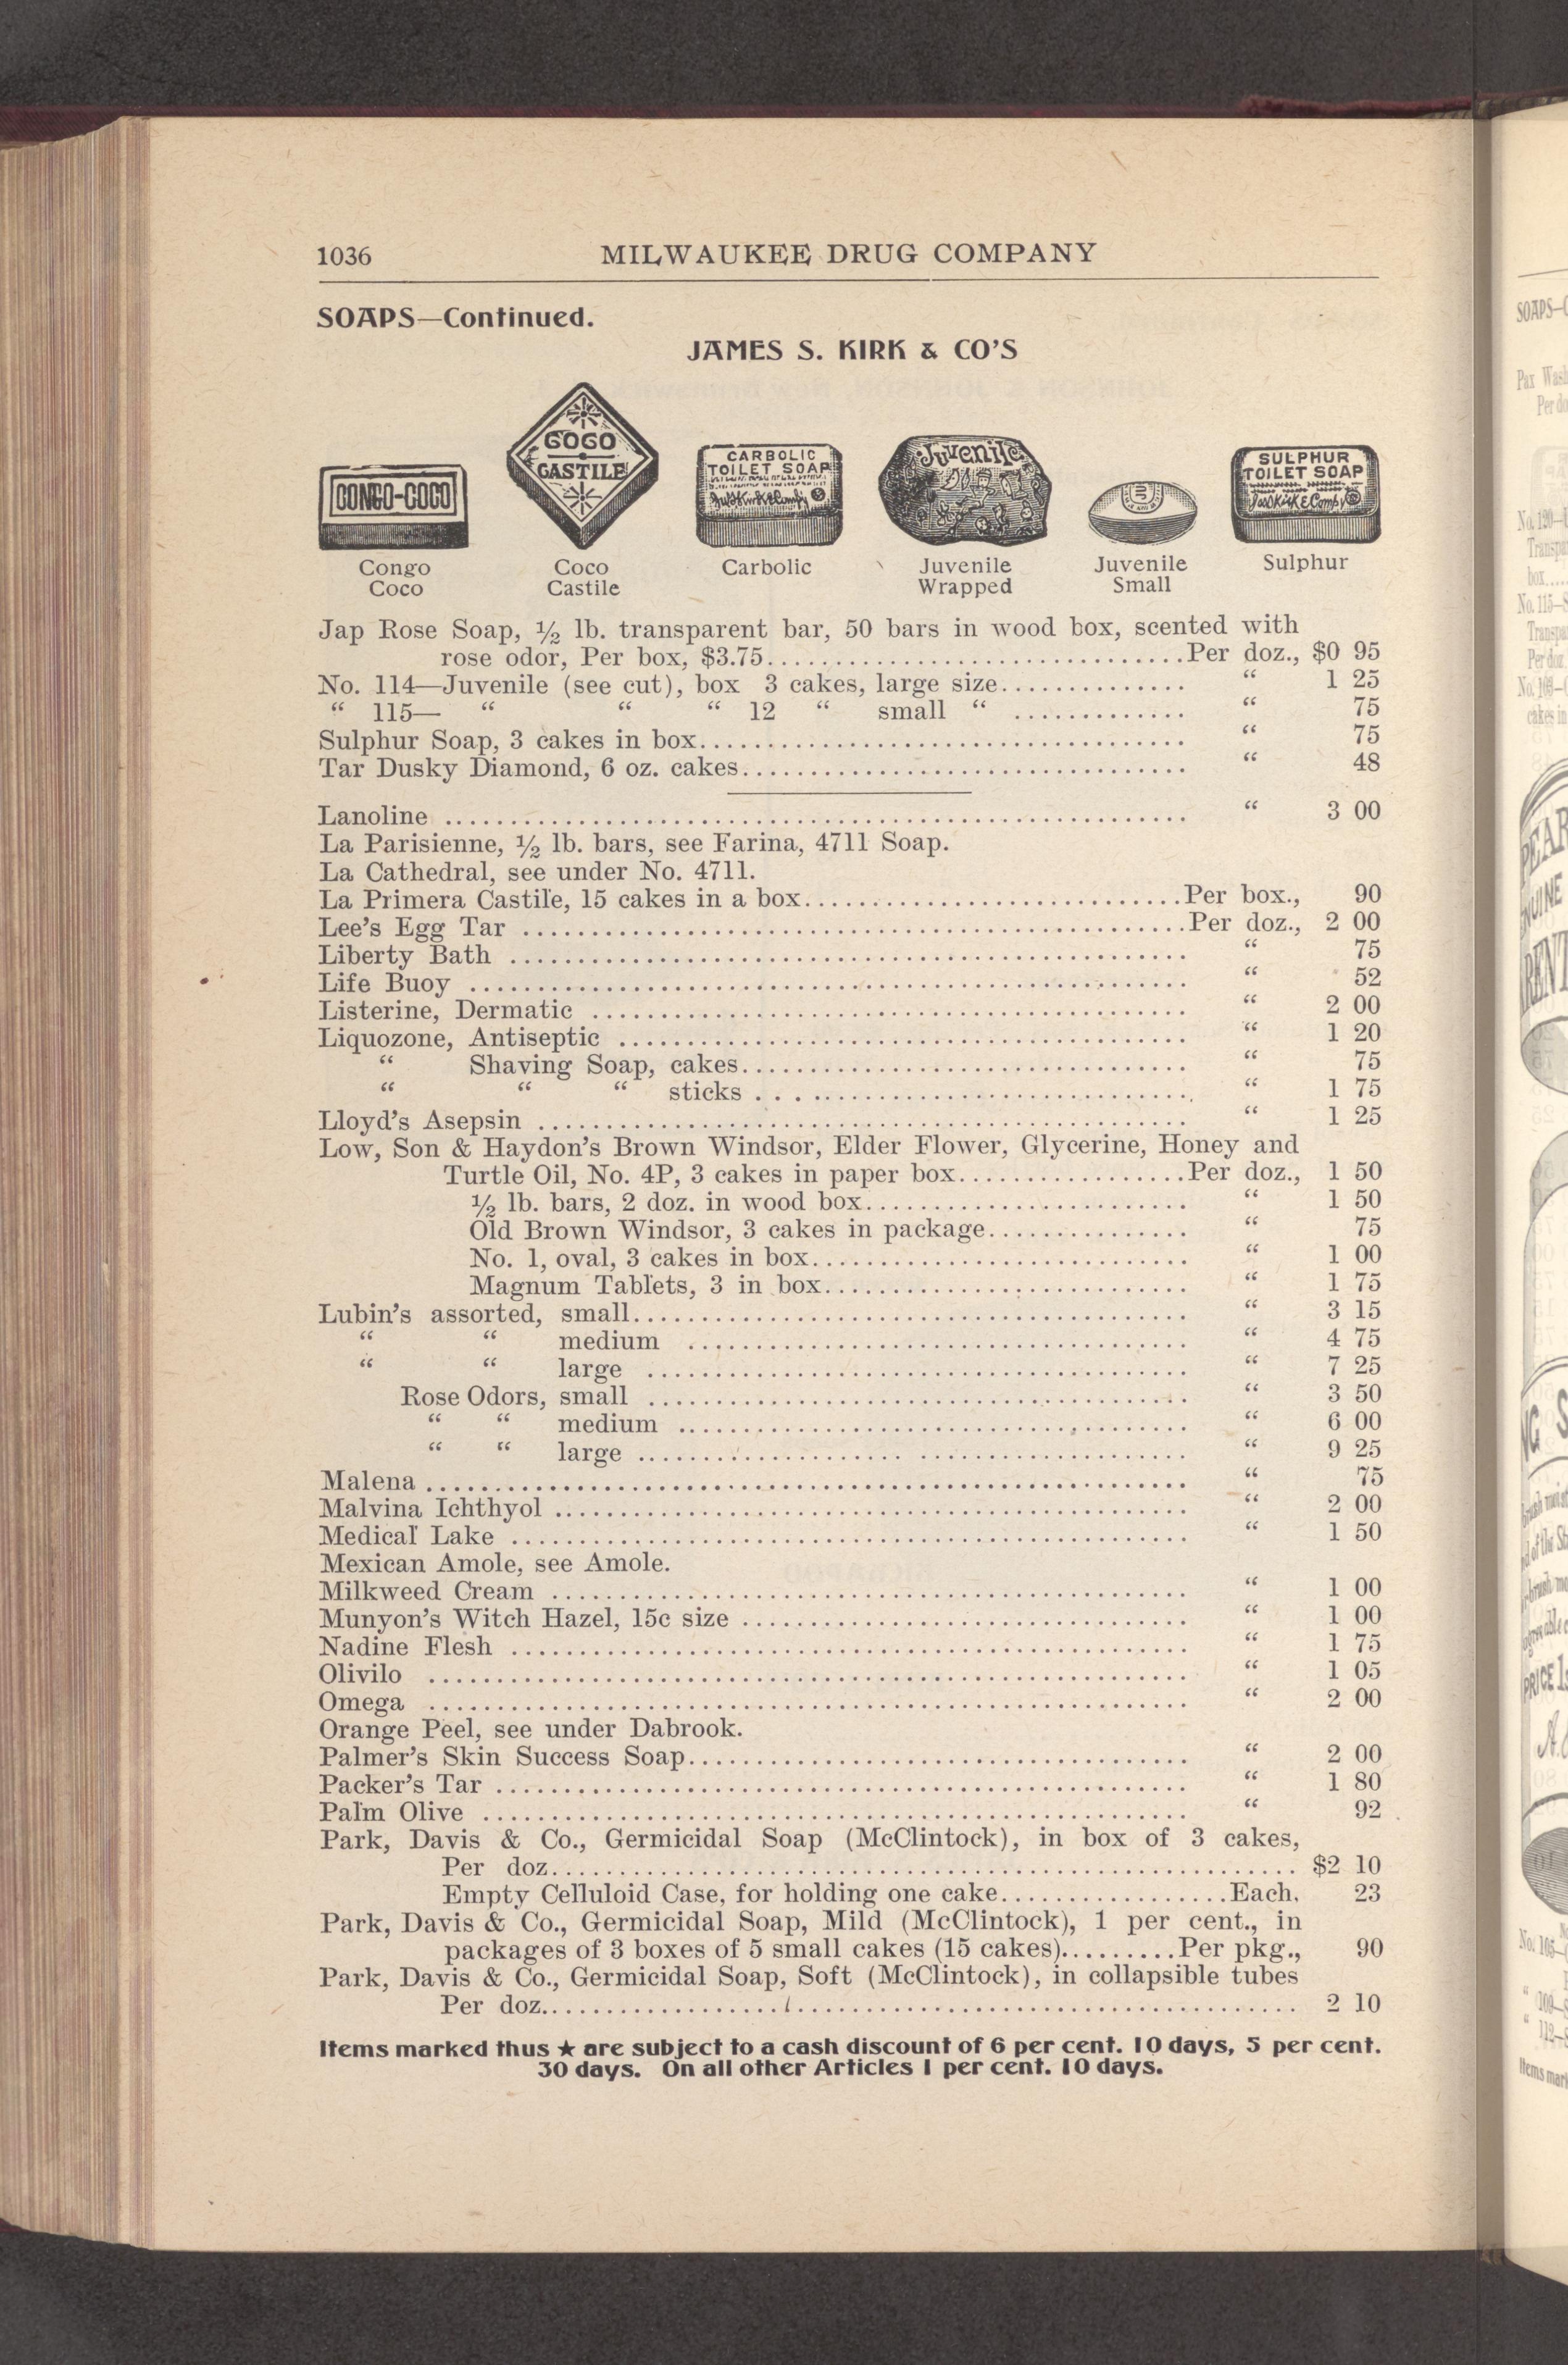 1036 MILWAUKEE DRUG COMPANY
SOAPS—Continued.
JAMES S. KIRK & CO'S
CONGO-COCO
COCO CASTILE
CARBOLIC TOILET SOAP
Juvenile
SULPHUR TOILET SOAP
Congo Coco
Coco Castile
Carbolic
Juvenile Wrapped
Juvenile Small
Sulphur
Jap Rose Soap, ½ lb. transparent bar, 50 bars in wood box, scented with
rose odor, Per box, $3.75..............................Per doz., $0 95
No. 114—Juvenile (see cut), box 3 cakes, large size.............. “ 1 25
“ 115— “ “ “ 12 “ small “ ............. “ 75
Sulphur Soap, 3 cakes in box.................................... “ 75
Tar Dusky Diamond, 6 oz. cakes................................. “ 48
Lanoline ....................................................... “ 3 00
La Parisienne, ½ lb. bars, see Farina, 4711 Soap.
La Cathedral, see under No. 4711.
La Primera Castile, 15 cakes in a box............................Per box., 90
Lee's Egg Tar .................................................Per doz., 2 00
Liberty Bath .................................................. “ 75
Life Buoy ..................................................... “ 52
Listerine, Dermatic ............................................ “ 2 00
Liquozone, Antiseptic .......................................... “ 1 20
“ Shaving Soap, cakes................................. “ 75
“ “ “ sticks ................................ “ 1 75
Lloyd's Asepsin ................................................ “ 1 25
Low, Son & Haydon's Brown Windsor, Elder Flower, Glycerine, Honey and
Turtle Oil, No. 4P, 3 cakes in paper box.................Per doz., 1 50
½ lb. bars, 2 doz. in wood box........................ “ 1 50
Old Brown Windsor, 3 cakes in package............... “ 75
No. 1, oval, 3 cakes in box............................ “ 1 00
Magnum Tablets, 3 in box........................... “ 1 75
Lubin's assorted, small......................................... “ 3 15
“ “ medium ..................................... “ 4 75
“ “ large ........................................ “ 7 25
Rose Odors, small ........................................ “ 3 50
“ “ medium ...................................... “ 6 00
“ “ large ......................................... “ 9 25
Malena ........................................................ “ 75
Malvina Ichthyol ............................................... “ 2 00
Medical Lake .................................................. “ 1 50
Mexican Amole, see Amole.
Milkweed Cream ............................................... “ 1 00
Munyon's Witch Hazel, 15c size ................................. “ 1 00
Nadine Flesh .................................................. “ 1 75
Olivilo ........................................................ “ 1 05
Omega ........................................................ “ 2 00
Orange Peel, see under Dabrook.
Palmer's Skin Success Soap..................................... “ 2 00
Packer's Tar ................................................... “ 1 80
Palm Olive .................................................... “ 92
Park, Davis & Co., Germicidal Soap (McClintock), in box of 3 cakes,
Per doz....................................................... $2 10
Empty Celluloid Case, for holding one cake.................Each. 23
Park, Davis & Co., Germicidal Soap, Mild (McClintock), 1 per cent., in
packages of 3 boxes of 5 small cakes (15 cakes).........Per pkg., 90
Park, Davis & Co., Germicidal Soap, Soft (McClintock), in collapsible tubes
Per doz....................................................... 2 10
Items marked thus ★ are subject to a cash discount of 6 per cent. 10 days, 5 per cent.
30 days. On all other Articles 1 per cent. 10 days.